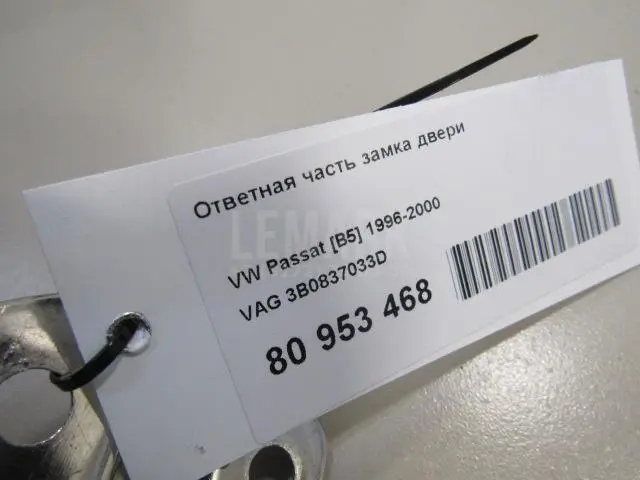 Ответная часть замка двери
VW Passat [B5] 1996-2000
VAG 3B0837033D
80 953 468